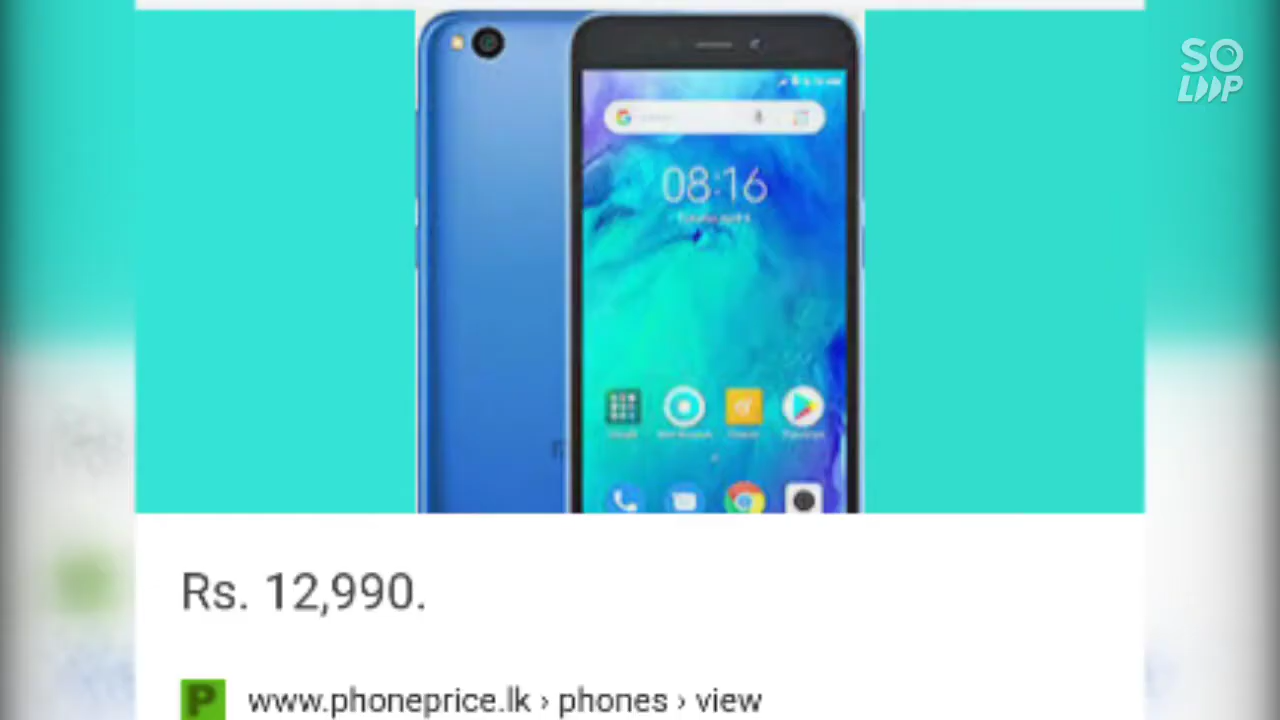 SO
LOOP
08:16
Rs. 12,990.
P
www.phoneprice.lk › phones › view